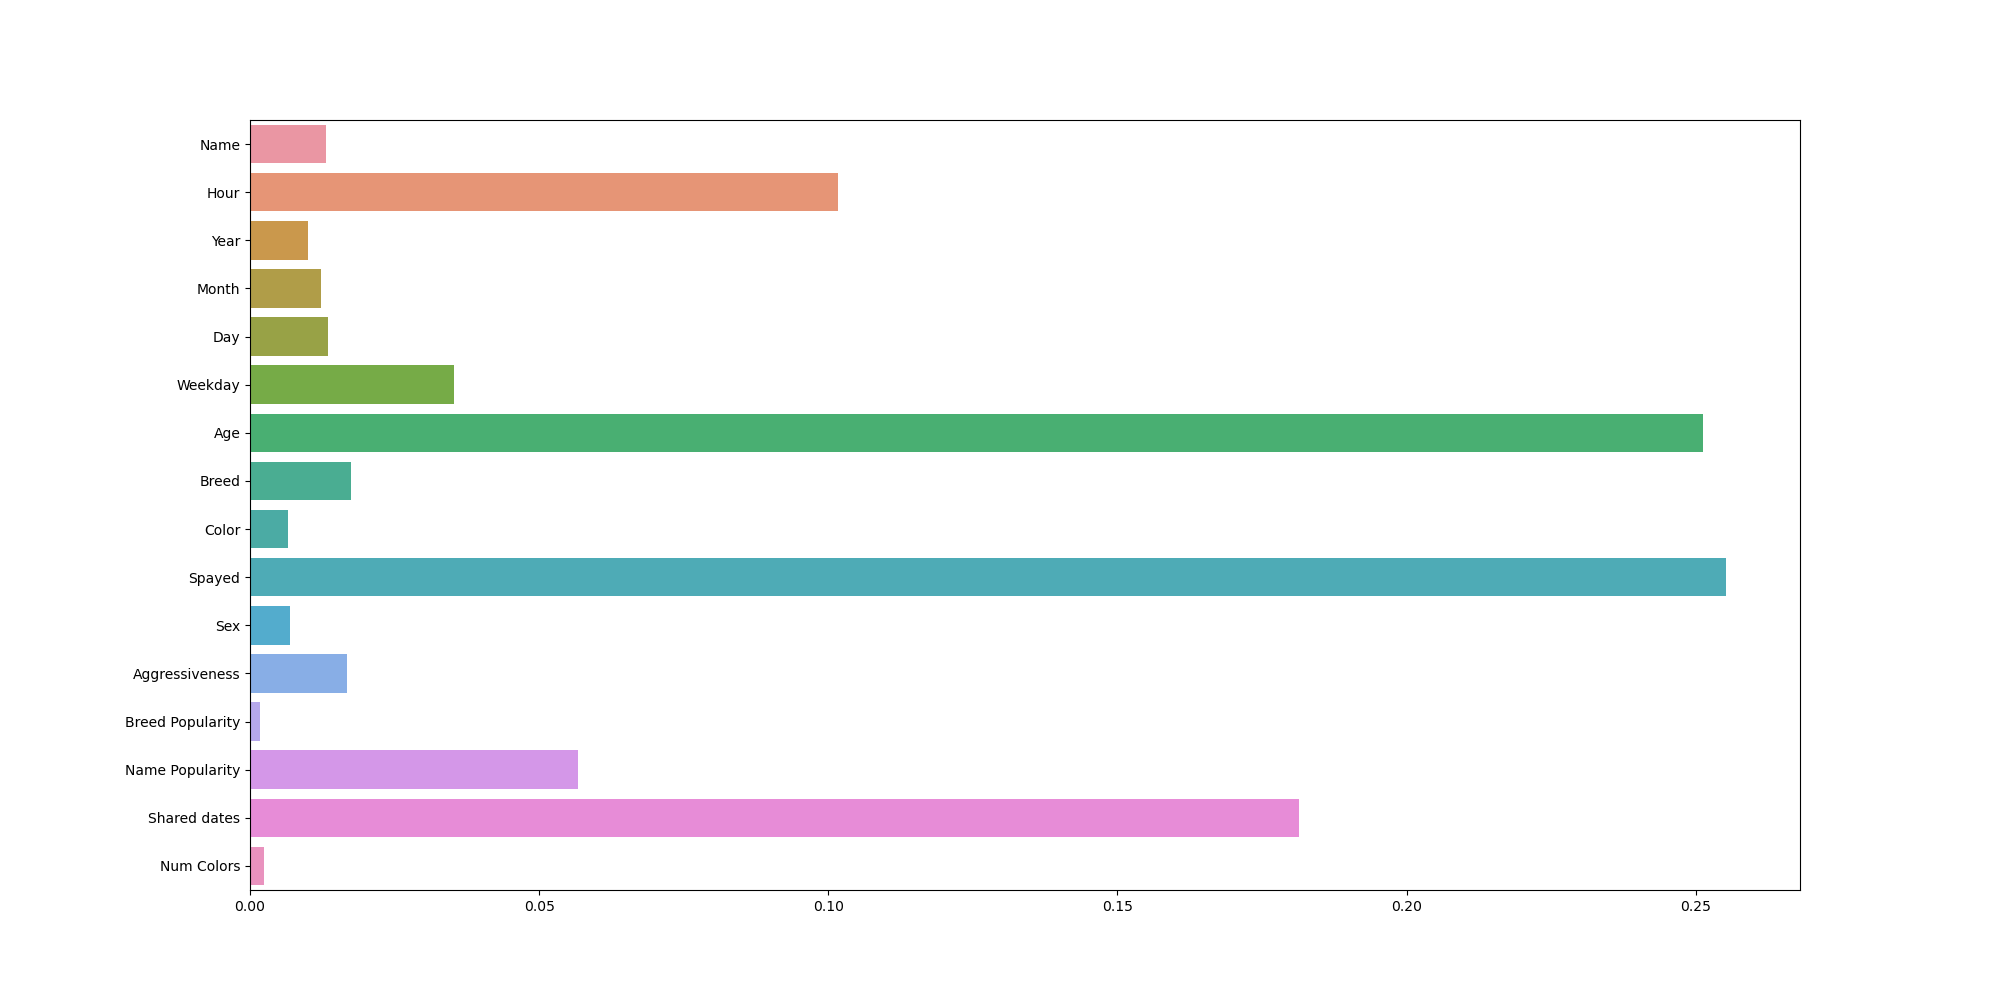 Name
Hour
Year
Month
Day
Weekday
Age
Breed
Color
Spayed
Sex
Aggressiveness
Breed Popularity
Name Popularity
Shared dates
Num Colors
0.00 0.05 0.10 0.15 0.20 0.25